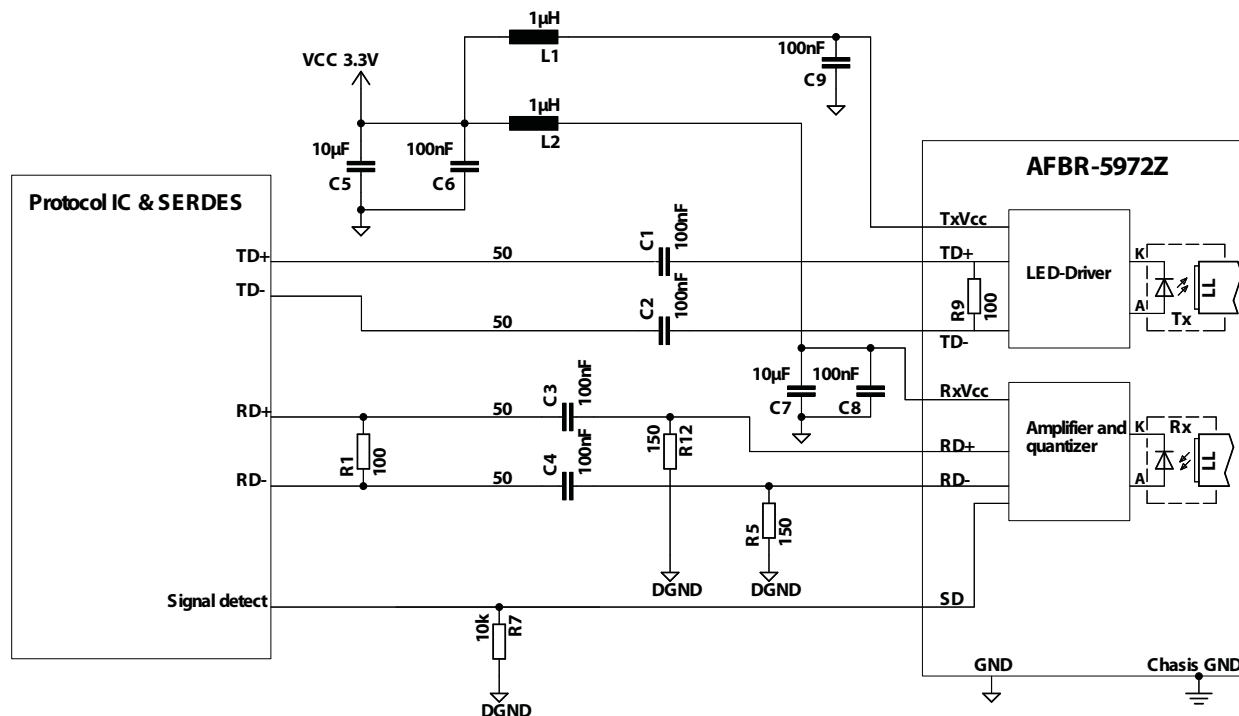 1µH
L1
100nF
C9
VCC 3.3V
1µH
L2
10µF
C5
100nF
C6
AFBR-5972Z
Protocol IC & SERDES
TxVcc
TD+
50
C1
100nF
TD+
LED-Driver
K
LL
TD-
R9
100
A
Tx
50
C2
100nF
TD-
10µF
C7
100nF
C8
RxVcc
RD+
50
C3
100nF
Amplifier and
quantizer
K
Rx
LL
R1
100
150
R12
RD+
RD-
50
C4
100nF
RD-
A
R5
150
DGND
DGND
Signal detect
SD
10k
R7
DGND
GND
Chasis GND